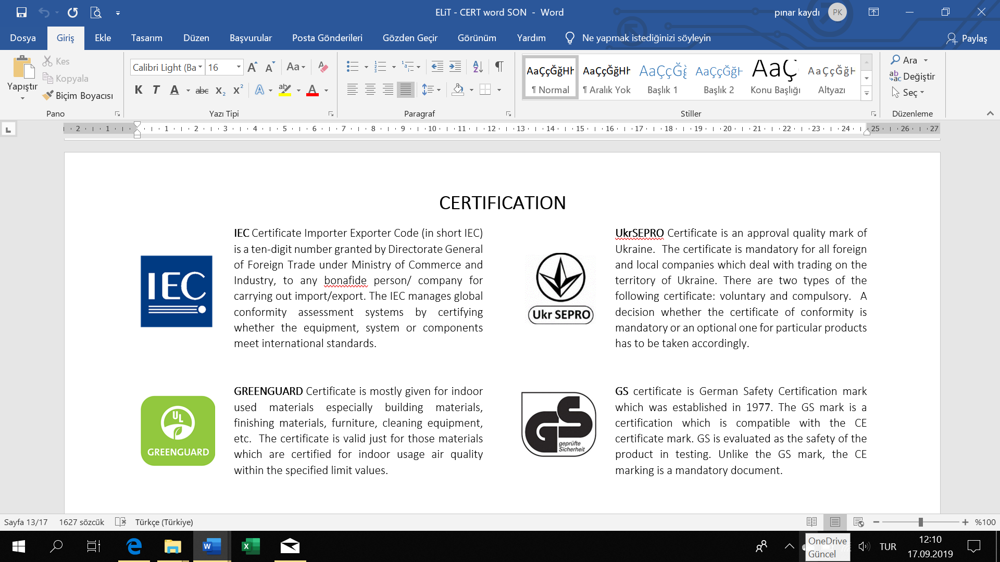 ELiT - CERT word SON - Word
pınar kaydı
PK
Dosya
Giriş
Ekle
Tasarım
Düzen
Başvurular
Posta Gönderileri
Gözden Geçir
Görünüm
Yardım
Ne yapmak istediğinizi söyleyin
Paylaş
Yapıştır
Kes
Kopyala
Biçim Boyacısı
Pano
Calibri Light (Ba
16
Aa
K T A abc x₂ x² A aby A
Yazı Tipi
Paragraf
AaÇçĞğHh
¶ Normal
AaÇçĞğHh
¶ Aralık Yok
AaÇçĞğ
Başlık 1
AaÇçĞğH
Başlık 2
AaÇ
Konu Başlığı
AaÇçĞğH
Altyazı
Stiller
Ara
Değiştir
Seç
Düzenleme
2 1 1 2 3 4 5 6 7 8 9 10 11 12 13 14 15 16 17 18 19 20 21 22 23 24 25 26 27
CERTIFICATION
IEC
IEC Certificate Importer Exporter Code (in short IEC)
is a ten-digit number granted by Directorate General
of Foreign Trade under Ministry of Commerce and
Industry, to any bonafide person/ company for
carrying out import/export. The IEC manages global
conformity assessment systems by certifying
whether the equipment, system or components
meet international standards.
Ukr SEPRO
UkrSEPRO Certificate is an approval quality mark of
Ukraine.  The certificate is mandatory for all foreign
and local companies which deal with trading on the
territory of Ukraine. There are two types of the
following certificate: voluntary and compulsory.  A
decision whether the certificate of conformity is
mandatory or an optional one for particular products
has to be taken accordingly.
UL
GREENGUARD
GREENGUARD Certificate is mostly given for indoor
used materials especially building materials,
finishing materials, furniture, cleaning equipment,
etc.  The certificate is valid just for those materials
which are certified for indoor usage air quality
within the specified limit values.
GS
geprüfte
Sicherheit
GS certificate is German Safety Certification mark
which was established in 1977. The GS mark is a
certification which is compatible with the CE
certificate mark. GS is evaluated as the safety of the
product in testing. Unlike the GS mark, the CE
marking is a mandatory document.
Sayfa 13/17
1627 sözcük
Türkçe (Türkiye)
%100
OneDrive
Güncel
TUR
12:10
17.09.2019